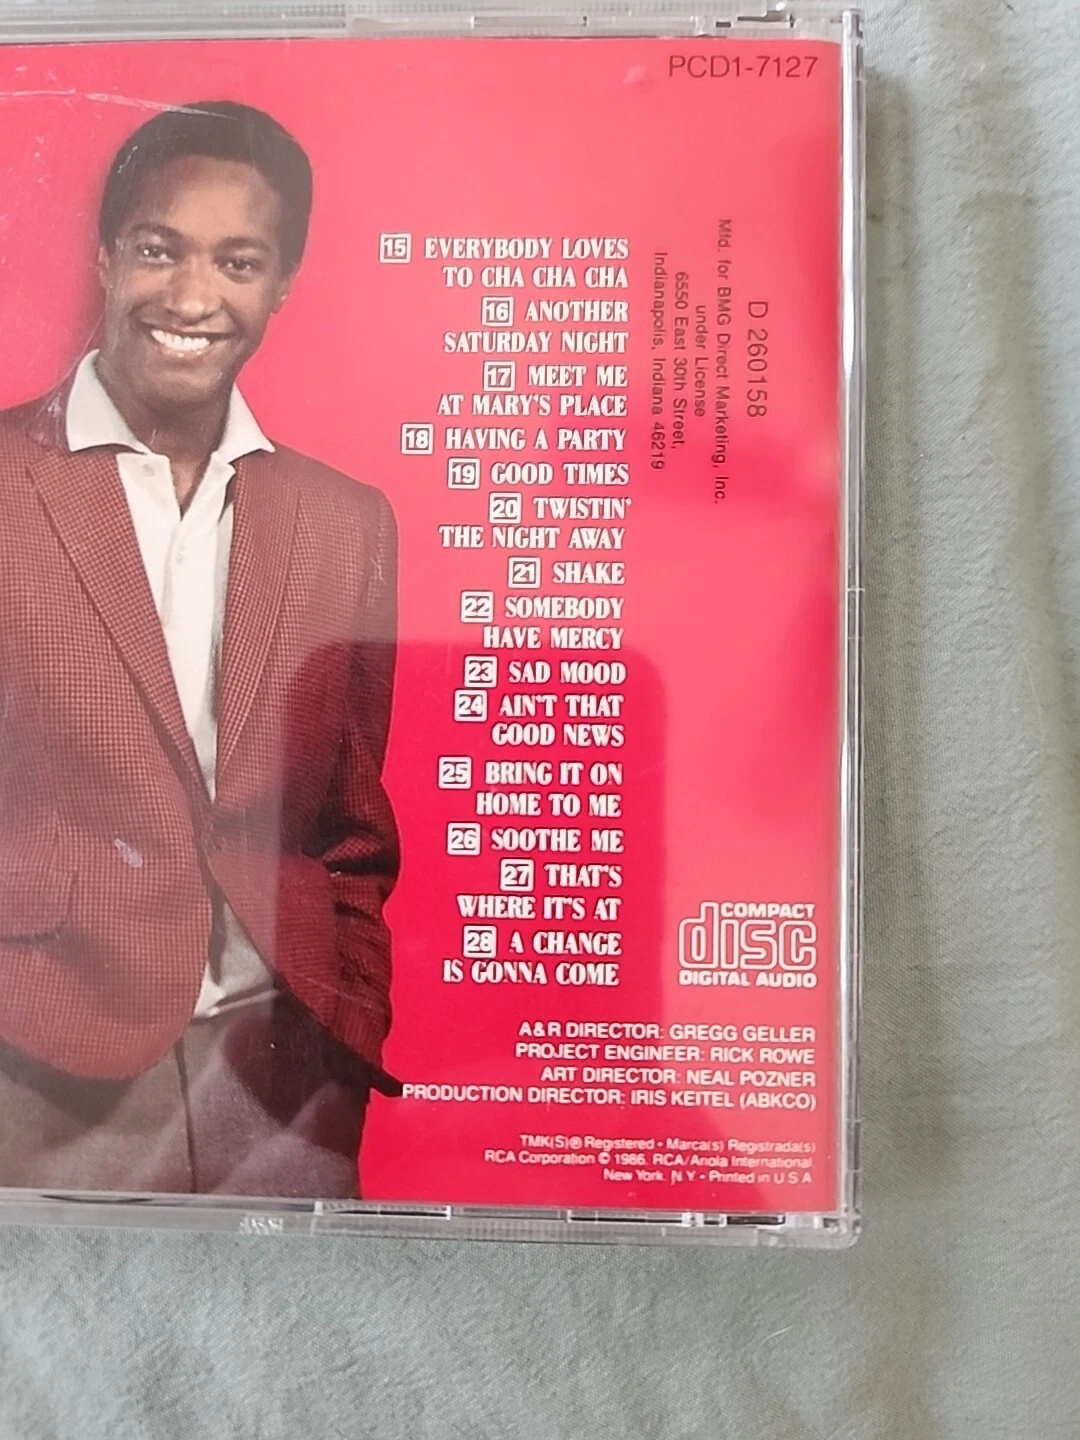 PCD1-7127
15 EVERYBODY LOVES
TO CHA CHA CHA
16 ANOTHER
SATURDAY NIGHT
17 MEET ME
AT MARY'S PLACE
18 HAVING A PARTY
19 GOOD TIMES
20 TWISTIN'
THE NIGHT AWAY
21 SHAKE
22 SOMEBODY
HAVE MERCY
23 SAD MOOD
24 AIN'T THAT
GOOD NEWS
25 BRING IT ON
HOME TO ME
26 SOOTHE ME
27 THAT'S
WHERE IT'S AT
28 A CHANGE
IS GONNA COME
D 260158
Mfd. for BMG Direct Marketing, Inc.
under License
6550 East 30th Street,
Indianapolis, Indiana 46219
COMPACT
disc
DIGITAL AUDIO
A&R DIRECTOR: GREGG GELLER
PROJECT ENGINEER: RICK ROWE
ART DIRECTOR: NEAL POZNER
PRODUCTION DIRECTOR: IRIS KEITEL (ABKCO)
TMK(S)® Registered • Marca(s) Registrada(s)
RCA Corporation © 1986. RCA/Ariola International
New York, N Y • Printed in U S A